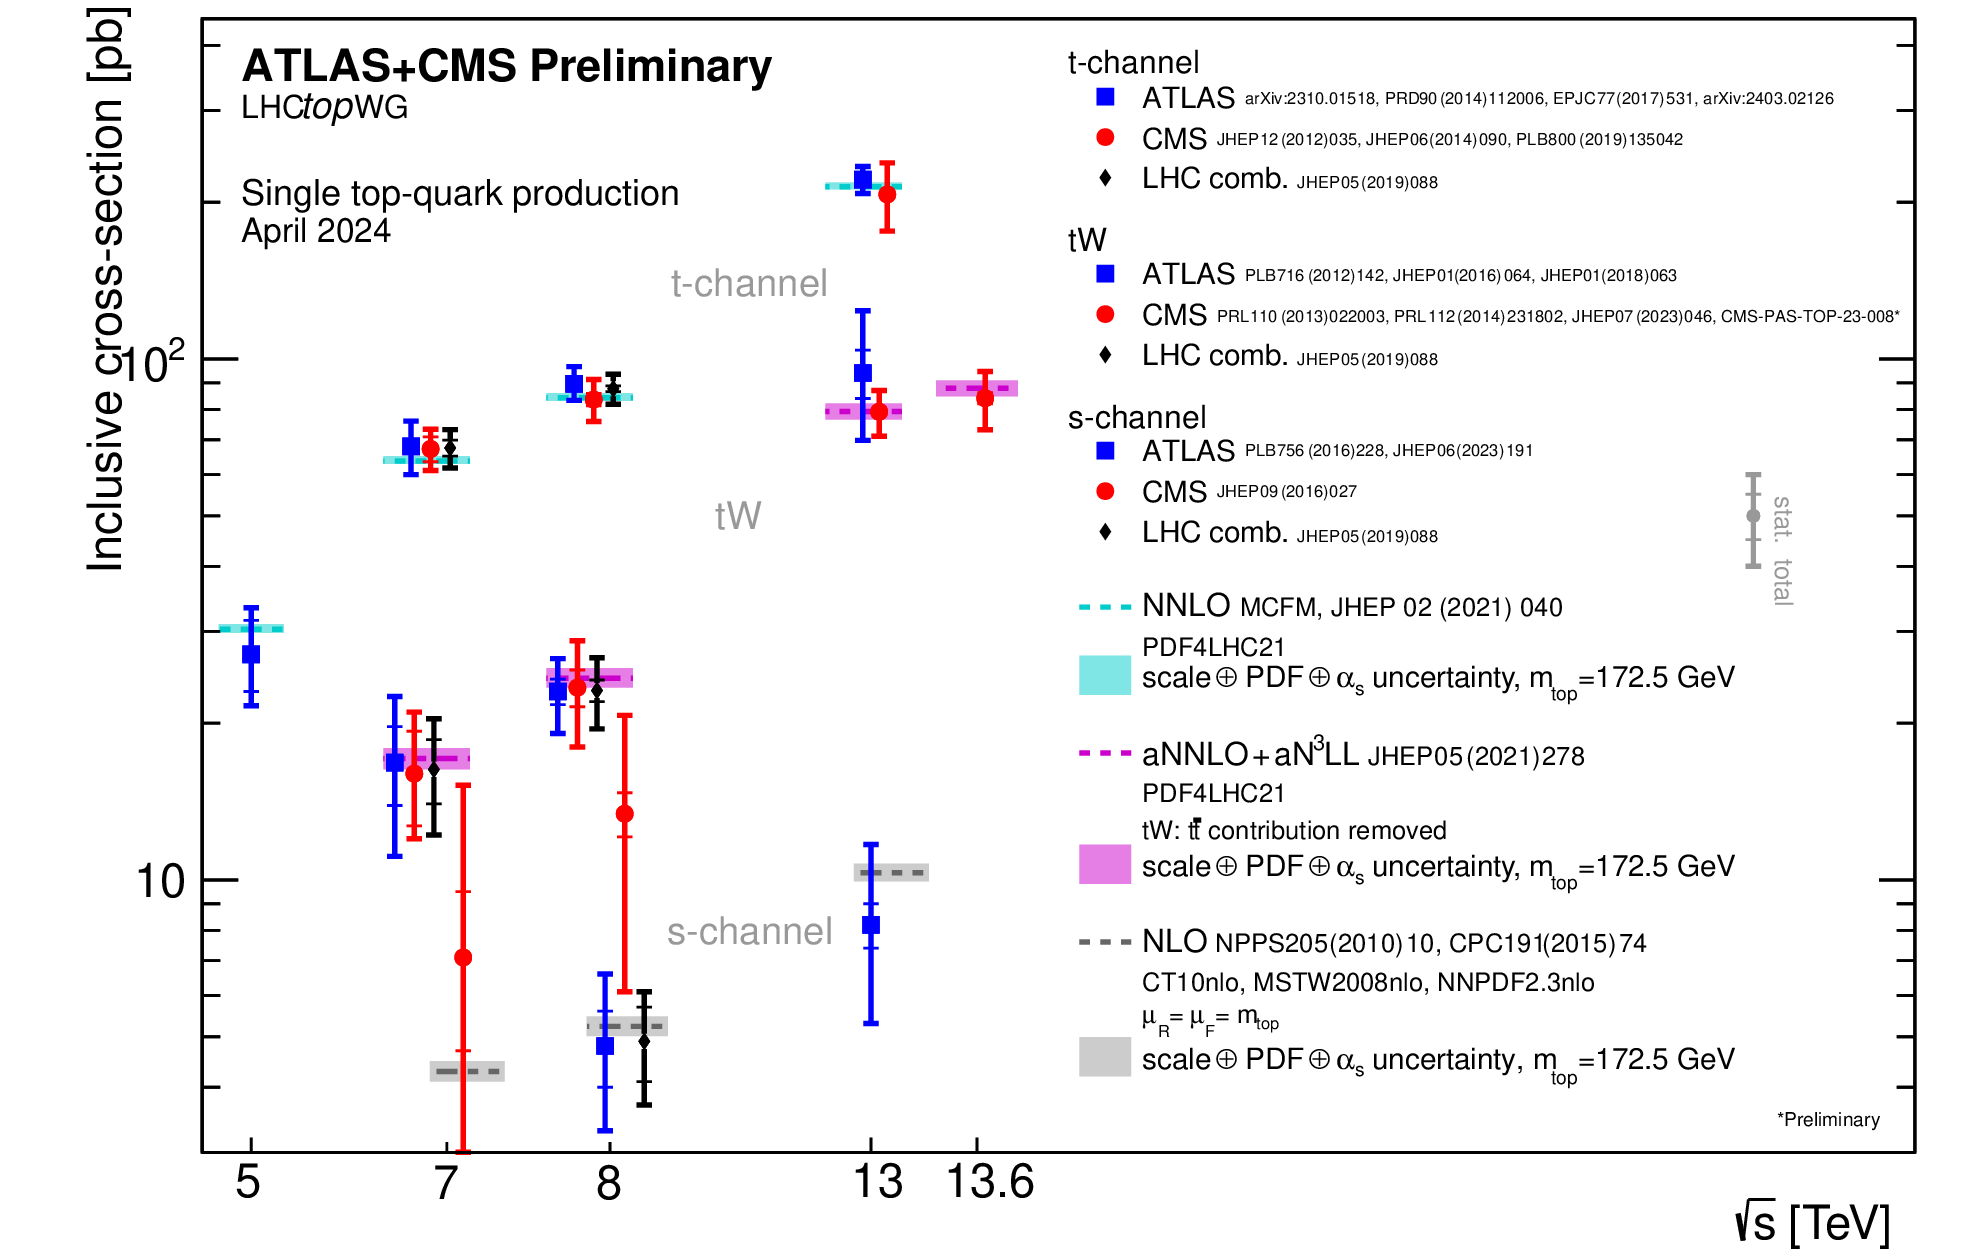 Inclusive cross-section [pb]
ATLAS+CMS Preliminary
LHCtopWG
Single top-quark production
April 2024
t-channel
tW
s-channel
10²
10
5 7 8 13 13.6
√s [TeV]
t-channel
ATLAS arXiv:2310.01518, PRD90(2014)112006, EPJC77(2017)531, arXiv:2403.02126
CMS JHEP12(2012)035, JHEP06(2014)090, PLB800(2019)135042
LHC comb. JHEP05(2019)088
tW
ATLAS PLB716(2012)142, JHEP01(2016)064, JHEP01(2018)063
CMS PRL110(2013)022003, PRL112(2014)231802, JHEP07(2023)046, CMS-PAS-TOP-23-008*
LHC comb. JHEP05(2019)088
s-channel
ATLAS PLB756(2016)228, JHEP06(2023)191
CMS JHEP09(2016)027
LHC comb. JHEP05(2019)088
stat. total
NNLO MCFM, JHEP 02 (2021) 040
PDF4LHC21
scale ⊕ PDF ⊕ αs uncertainty, mtop=172.5 GeV
aNNLO+aN³LL JHEP05(2021)278
PDF4LHC21
tW: tt̄ contribution removed
scale ⊕ PDF ⊕ αs uncertainty, mtop=172.5 GeV
NLO NPPS205(2010)10, CPC191(2015)74
CT10nlo, MSTW2008nlo, NNPDF2.3nlo
μR= μF= mtop
scale ⊕ PDF ⊕ αs uncertainty, mtop=172.5 GeV
*Preliminary